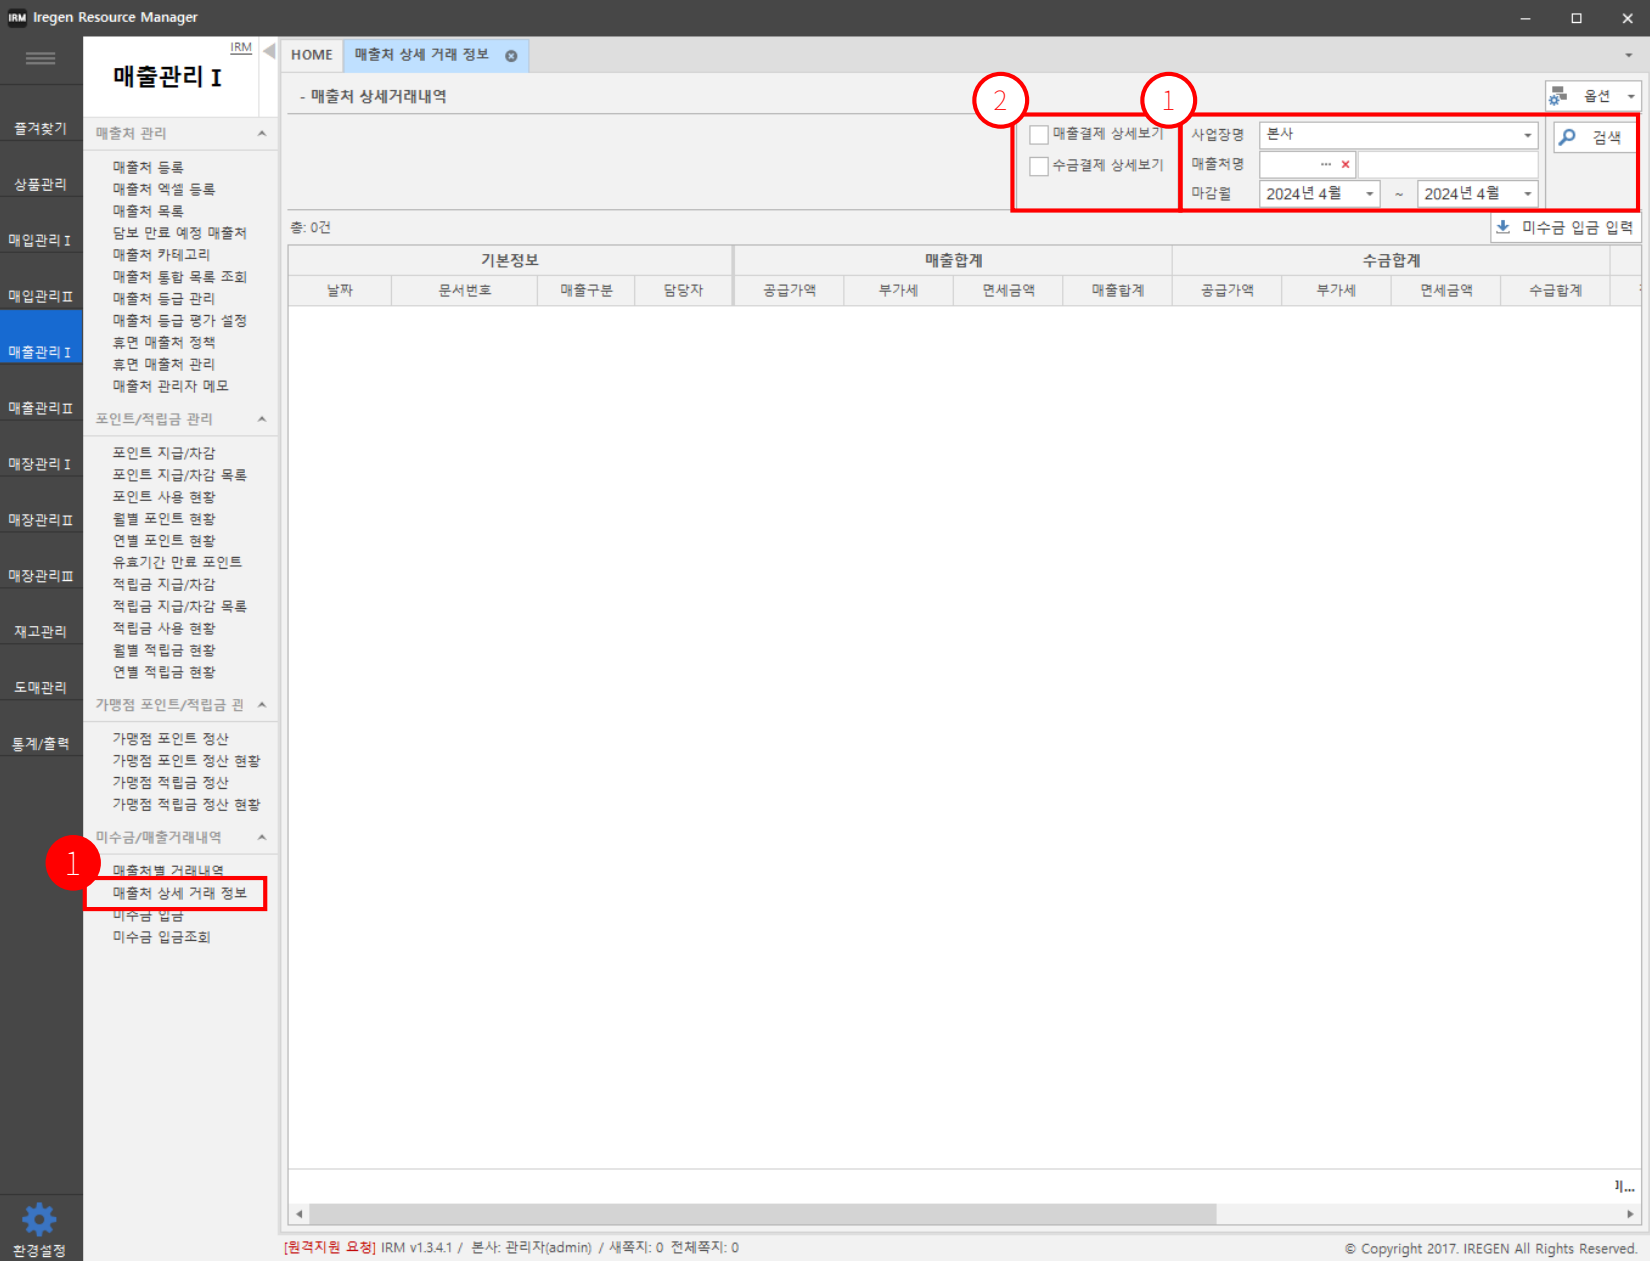 IRM Iregen Resource Manager
IRM
매출관리 I
즐겨찾기
상품관리
매입관리 I
매입관리 II
매출관리 I
매출관리 II
매장관리 I
매장관리 II
매장관리 III
재고관리
도매관리
통계/출력
환경설정
매출처 관리
매출처 등록
매출처 엑셀 등록
매출처 목록
담보 만료 예정 매출처
매출처 카테고리
매출처 통합 목록 조회
매출처 등급 관리
매출처 등급 평가 설정
휴면 매출처 정책
휴면 매출처 관리
매출처 관리자 메모
포인트/적립금 관리
포인트 지급/차감
포인트 지급/차감 목록
포인트 사용 현황
월별 포인트 현황
연별 포인트 현황
유효기간 만료 포인트
적립금 지급/차감
적립금 지급/차감 목록
적립금 사용 현황
월별 적립금 현황
연별 적립금 현황
가맹점 포인트/적립금 관
가맹점 포인트 정산
가맹점 포인트 정산 현황
가맹점 적립금 정산
가맹점 적립금 정산 현황
미수금/매출거래내역
1
매출처별 거래내역
매출처 상세 거래 정보
미수금 입금
미수금 입금조회
HOME 매출처 상세 거래 정보
- 매출처 상세거래내역
2 1
옵션
매출결제 상세보기 사업장명 본사 검색
수금결제 상세보기 매출처명 ...
마감월 2024년 4월 ~ 2024년 4월
총: 0건 미수금 입금 입력
기본정보 매출합계 수금합계
날짜 문서번호 매출구분 담당자 공급가액 부가세 면세금액 매출합계 공급가액 부가세 면세금액 수급합계
[원격지원 요청] IRM v1.3.4.1 / 본사: 관리자(admin) / 새쪽지: 0 전체쪽지: 0
© Copyright 2017. IREGEN All Rights Reserved.